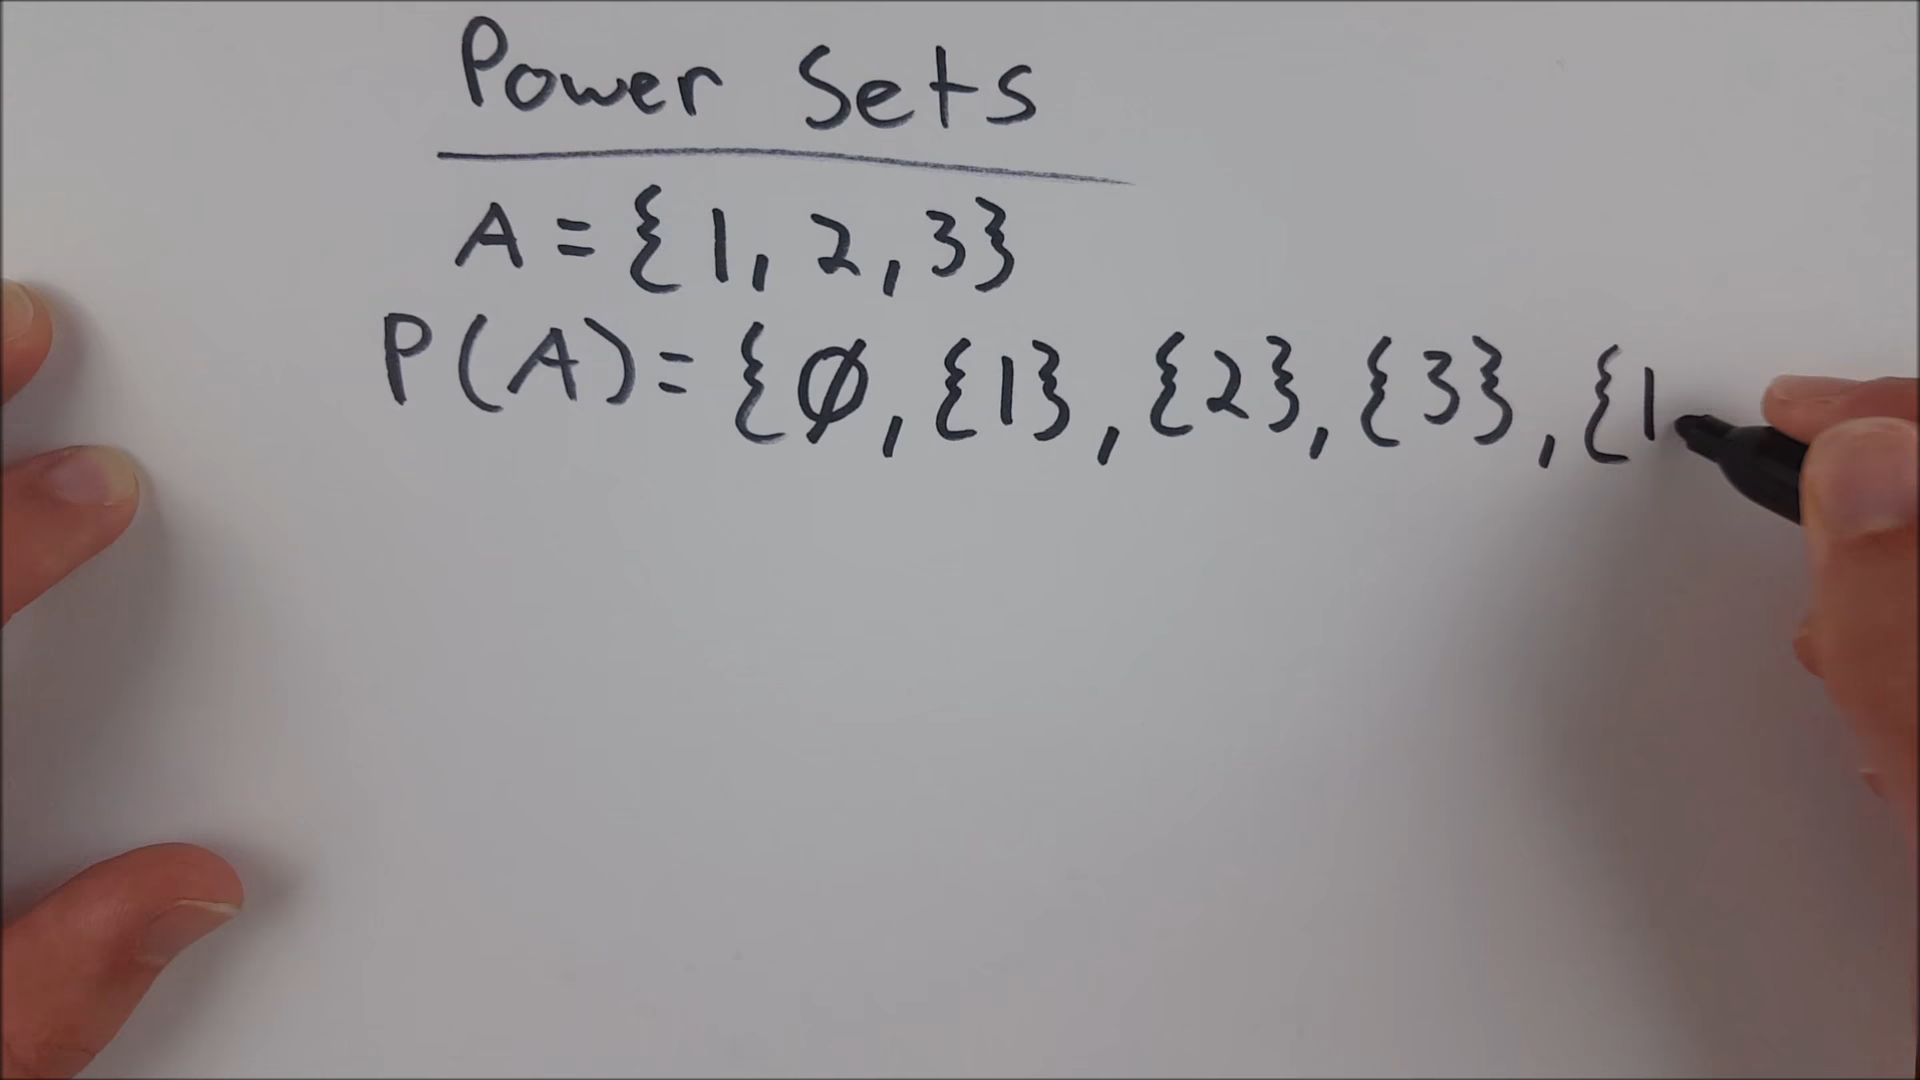 Power Sets
A = {1, 2, 3}
P(A) = {∅, {1}, {2}, {3}, {1